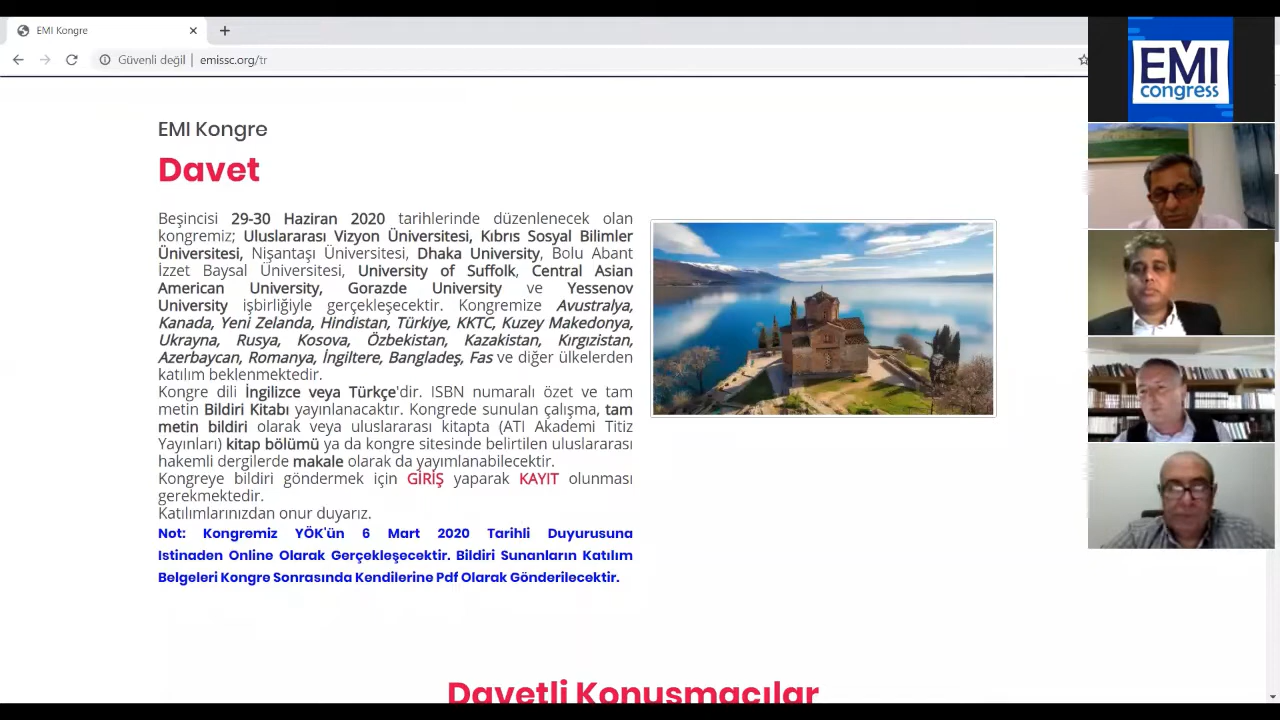 EMI Kongre
Güvenli değil
emissc.org/tr
EMI Kongre
Davet
Beşincisi 29-30 Haziran 2020 tarihlerinde düzenlenecek olan
kongremiz; Uluslararası Vizyon Üniversitesi, Kıbrıs Sosyal Bilimler
Üniversitesi, Nişantaşı Üniversitesi, Dhaka University, Bolu Abant
İzzet Baysal Üniversitesi, University of Suffolk, Central Asian
American University, Gorazde University ve Yessenov
University işbirliğiyle gerçekleşecektir. Kongremize Avustralya,
Kanada, Yeni Zelanda, Hindistan, Türkiye, KKTC, Kuzey Makedonya,
Ukrayna, Rusya, Kosova, Özbekistan, Kazakistan, Kırgızistan,
Azerbaycan, Romanya, İngiltere, Bangladeş, Fas ve diğer ülkelerden
katılım beklenmektedir.
Kongre dili İngilizce veya Türkçe'dir. ISBN numaralı özet ve tam
metin Bildiri Kitabı yayınlanacaktır. Kongrede sunulan çalışma, tam
metin bildiri olarak veya uluslararası kitapta (ATI Akademi Titiz
Yayınları) kitap bölümü ya da kongre sitesinde belirtilen uluslararası
hakemli dergilerde makale olarak da yayımlanabilecektir.
Kongreye bildiri göndermek için GİRİŞ yaparak KAYIT olunması
gerekmektedir.
Katılımlarınızdan onur duyarız.
Not: Kongremiz YÖK'ün 6 Mart 2020 Tarihli Duyurusuna
Istinaden Online Olarak Gerçekleşecektir. Bildiri Sunanların Katılım
Belgeleri Kongre Sonrasında Kendilerine Pdf Olarak Gönderilecektir.
Davetli Konuşmacılar
EMI
congress